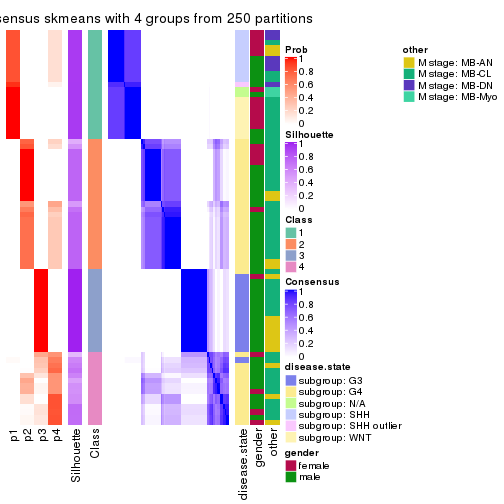 sensus skmeans with 4 groups from 250 partitions
Prob
1
0.8
0.6
0.4
0.2
0
Silhouette
1
0.8
0.6
0.4
0.2
0
Class
1
2
3
4
Consensus
1
0.8
0.6
0.4
0.2
0
disease.state
subgroup: G3
subgroup: G4
subgroup: N/A
subgroup: SHH
subgroup: SHH outlier
subgroup: WNT
gender
female
male
other
M stage: MB-AN
M stage: MB-CL
M stage: MB-DN
M stage: MB-Myo
p1
p2
p3
p4
Silhouette
Class
disease.state
gender
other